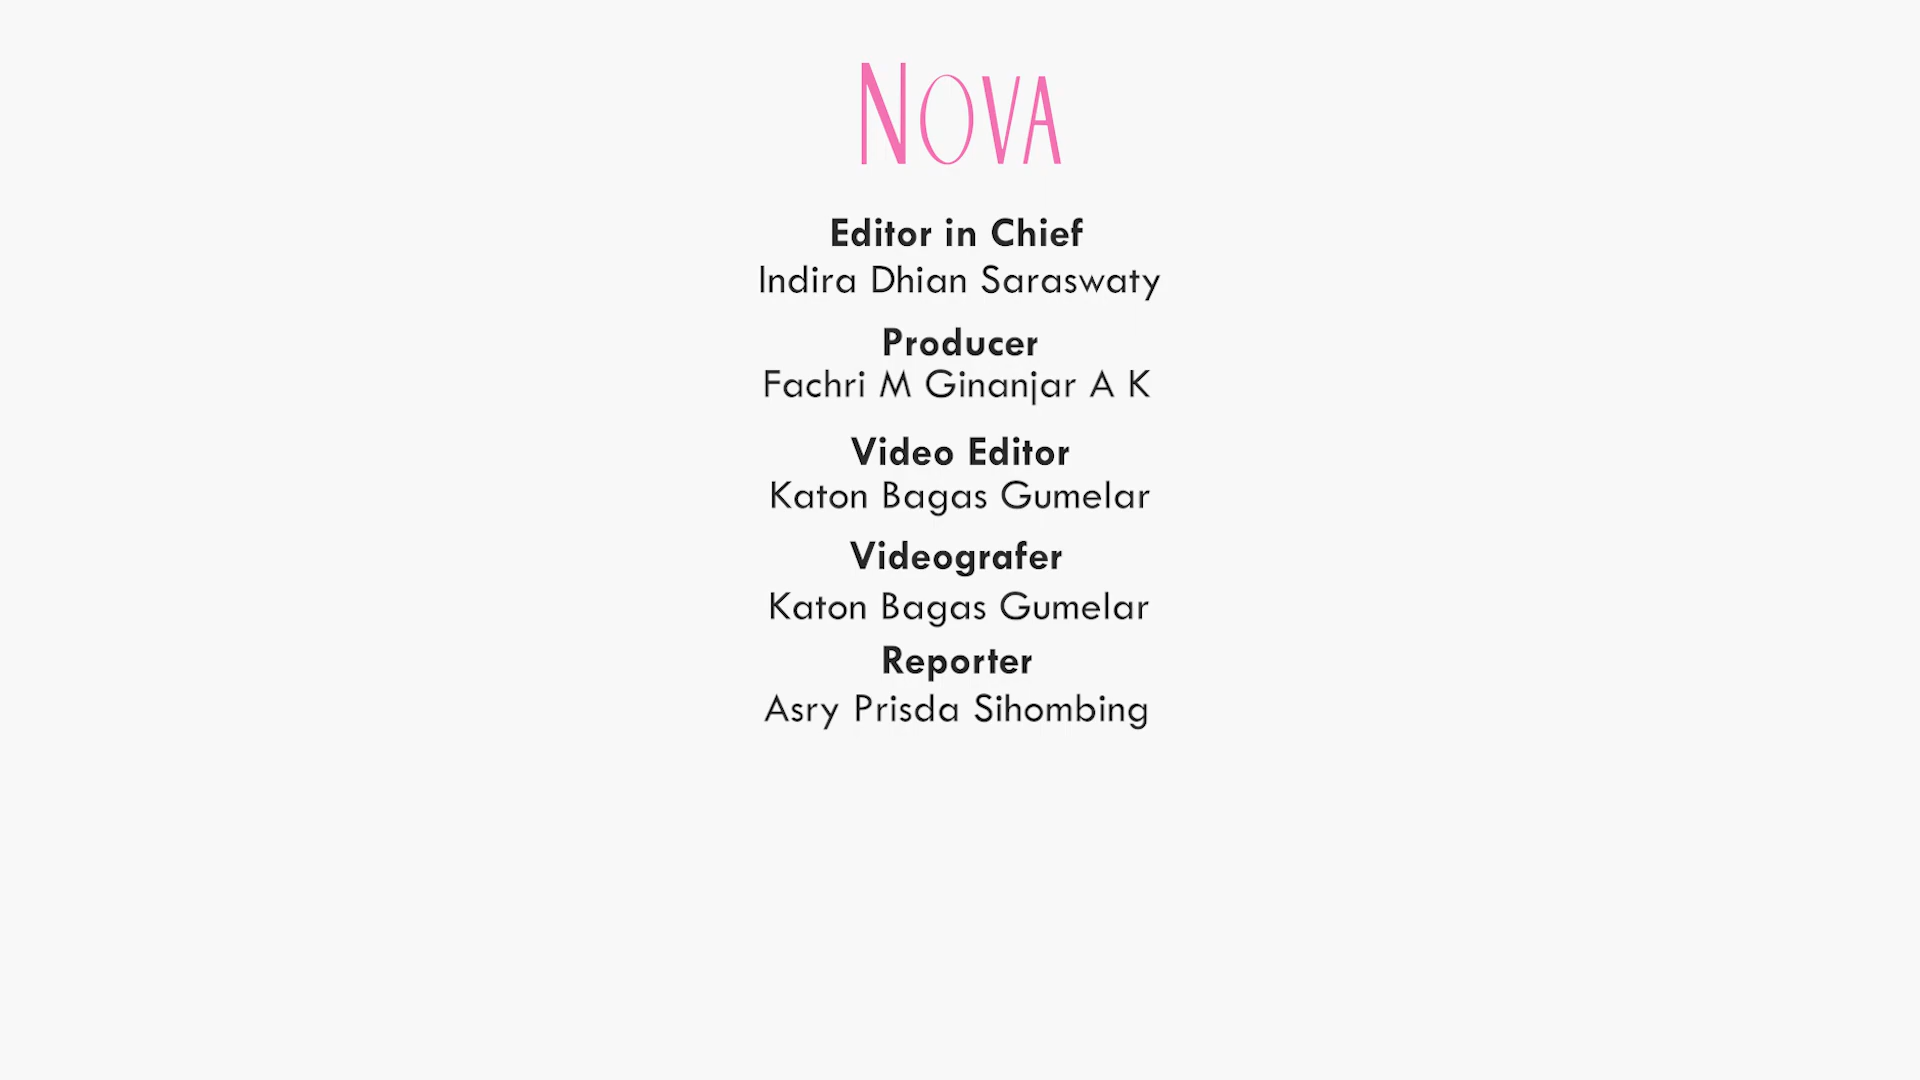 NOVA
Editor in Chief
Indira Dhian Saraswaty
Producer
Fachri M Ginanjar A K
Video Editor
Katon Bagas Gumelar
Videografer
Katon Bagas Gumelar
Reporter
Asry Prisda Sihombing